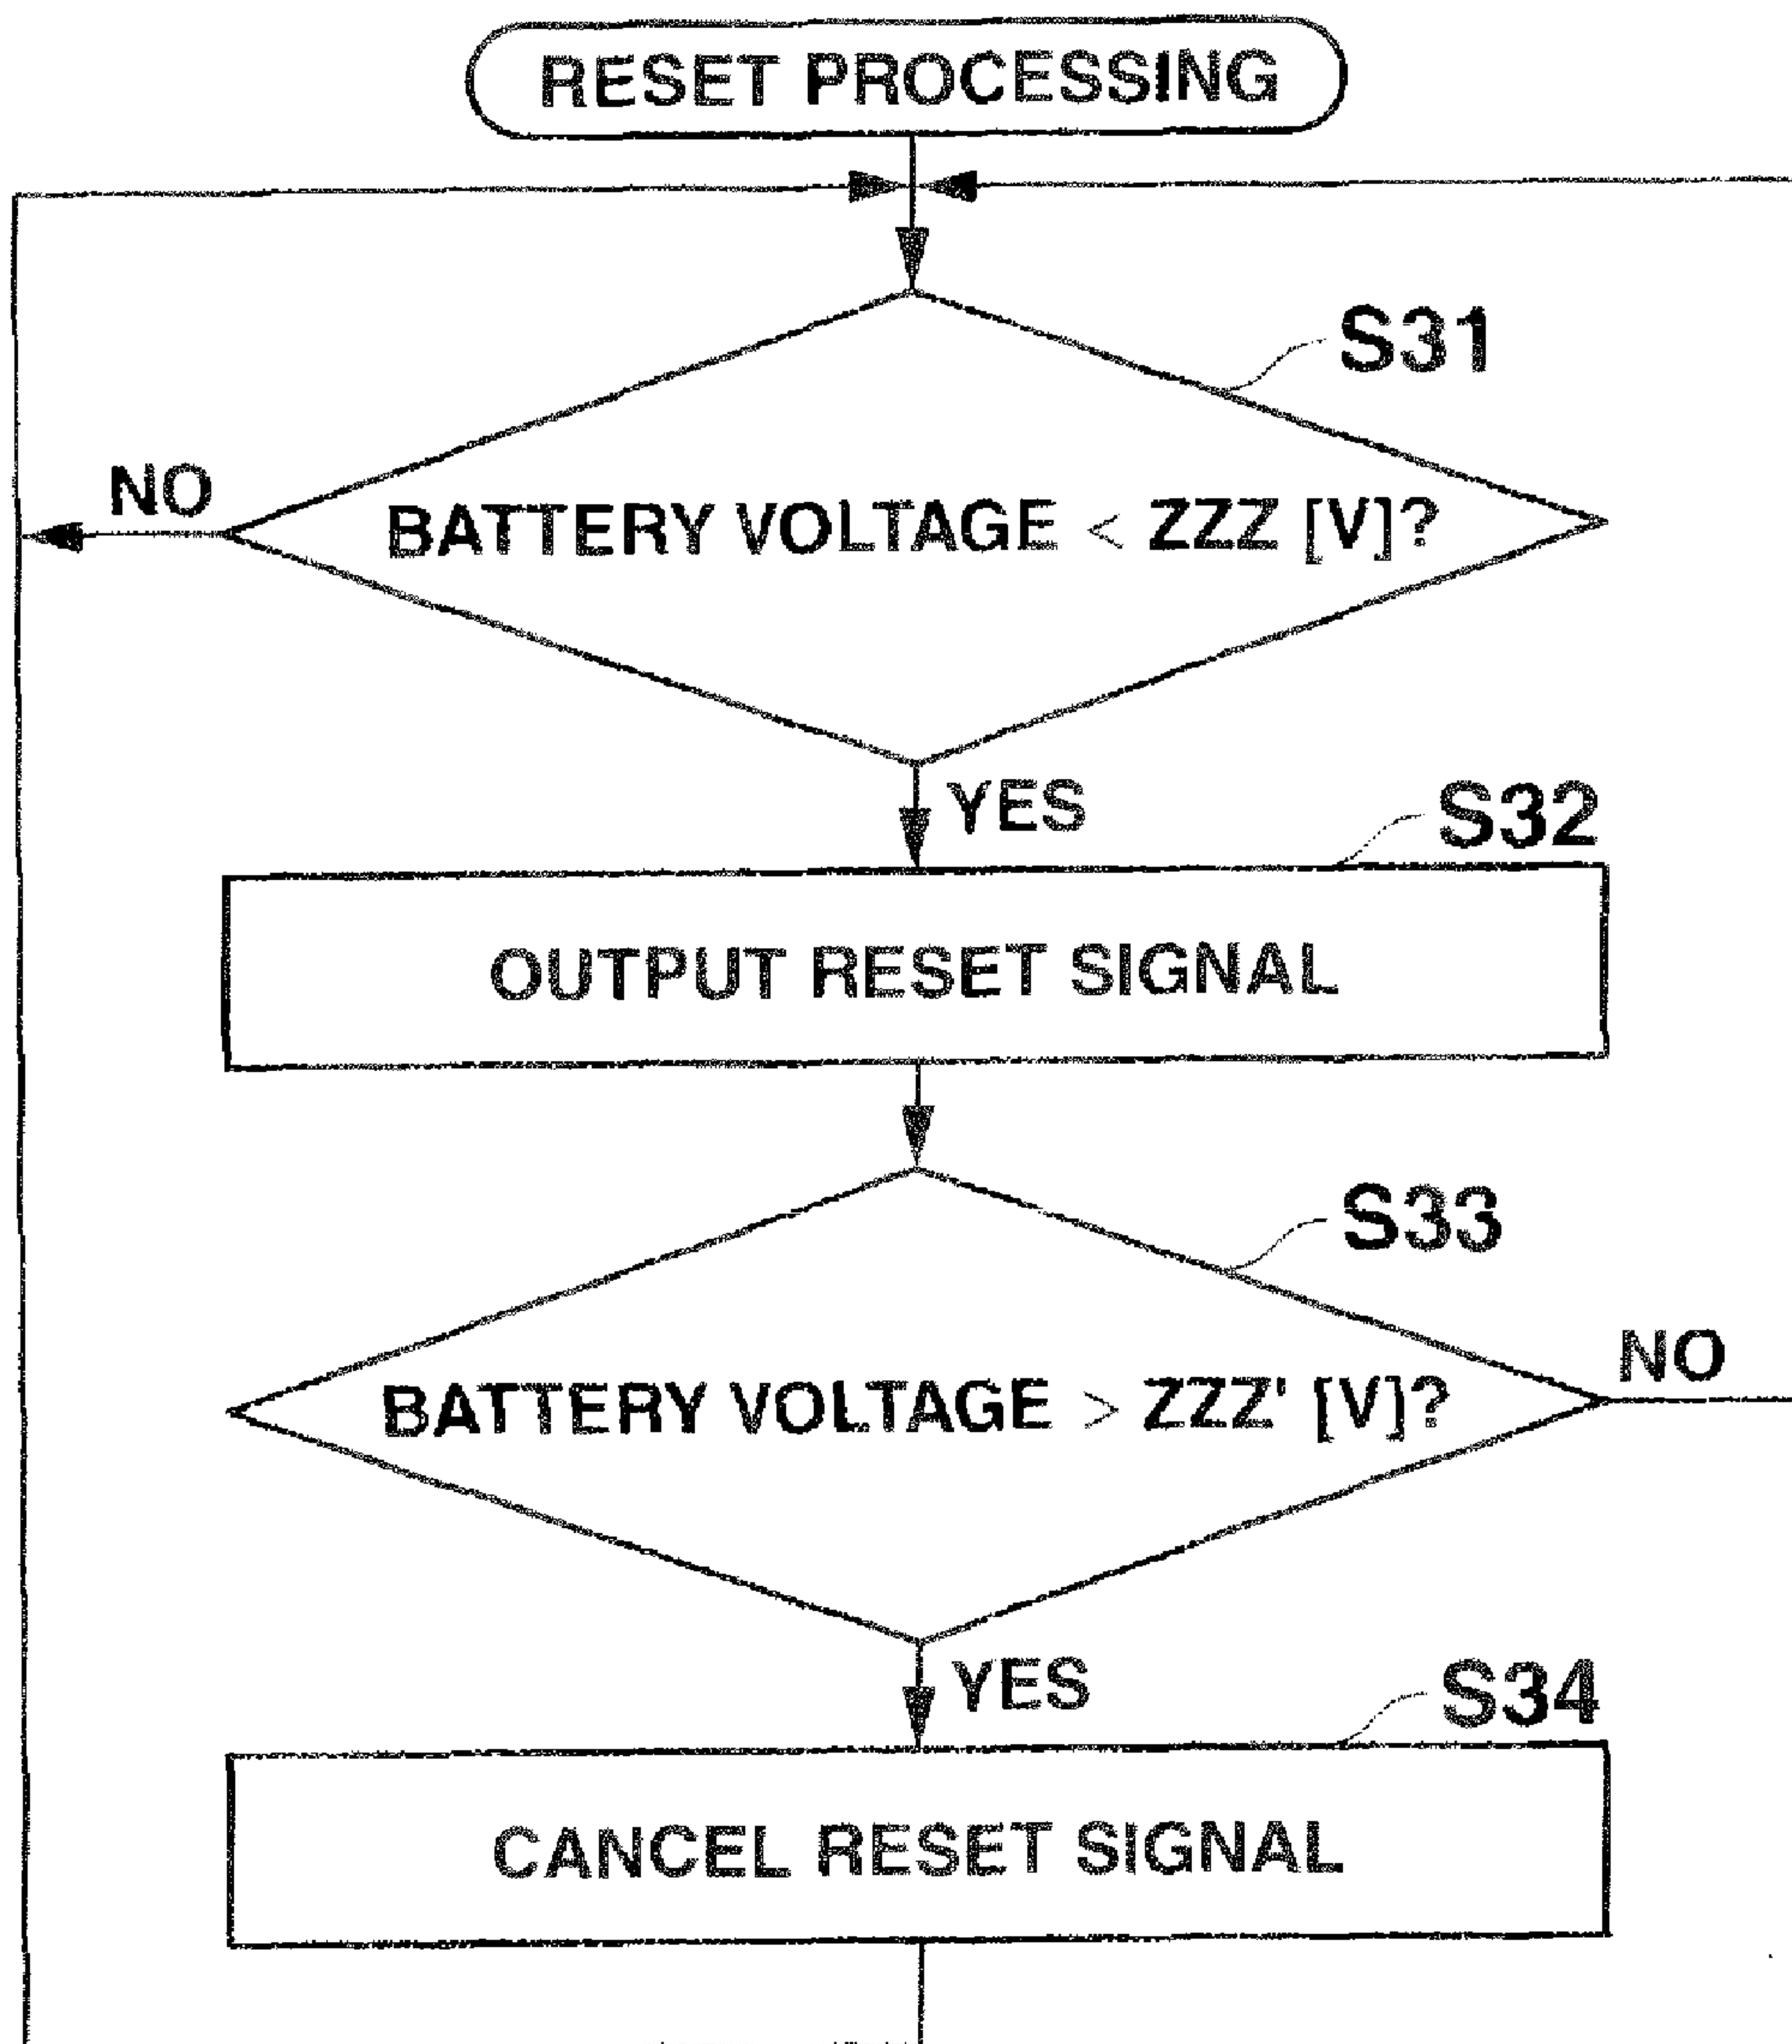 RESET PROCESSING
S31
NO
BATTERY VOLTAGE < ZZZ [V]?
YES
S32
OUTPUT RESET SIGNAL
S33
NO
BATTERY VOLTAGE > ZZZ' [V]?
YES
S34
CANCEL RESET SIGNAL